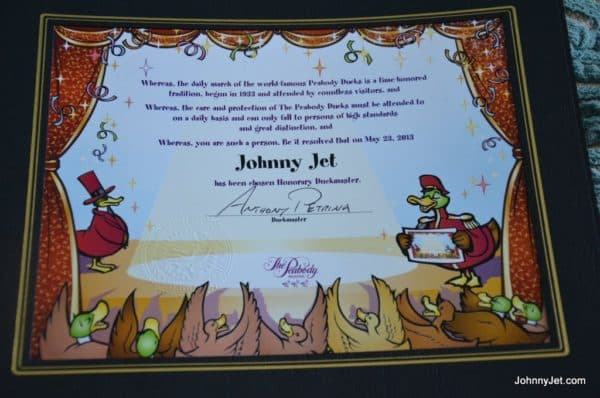 Whereas, the daily march of the world-famous Peabody Ducks is a time-honored
tradition, begun in 1933 and attended by countless visitors, and
Whereas, the care and protection of The Peabody Ducks must be attended to
on a daily basis and can only fall to persons of high standards
and great distinction, and
Whereas, you are such a person. Be it resolved that on May 23, 2013
Johnny Jet
has been chosen Honorary Duckmaster.
Anthony Petrina
Duckmaster
The Peabody
JohnnyJet.com